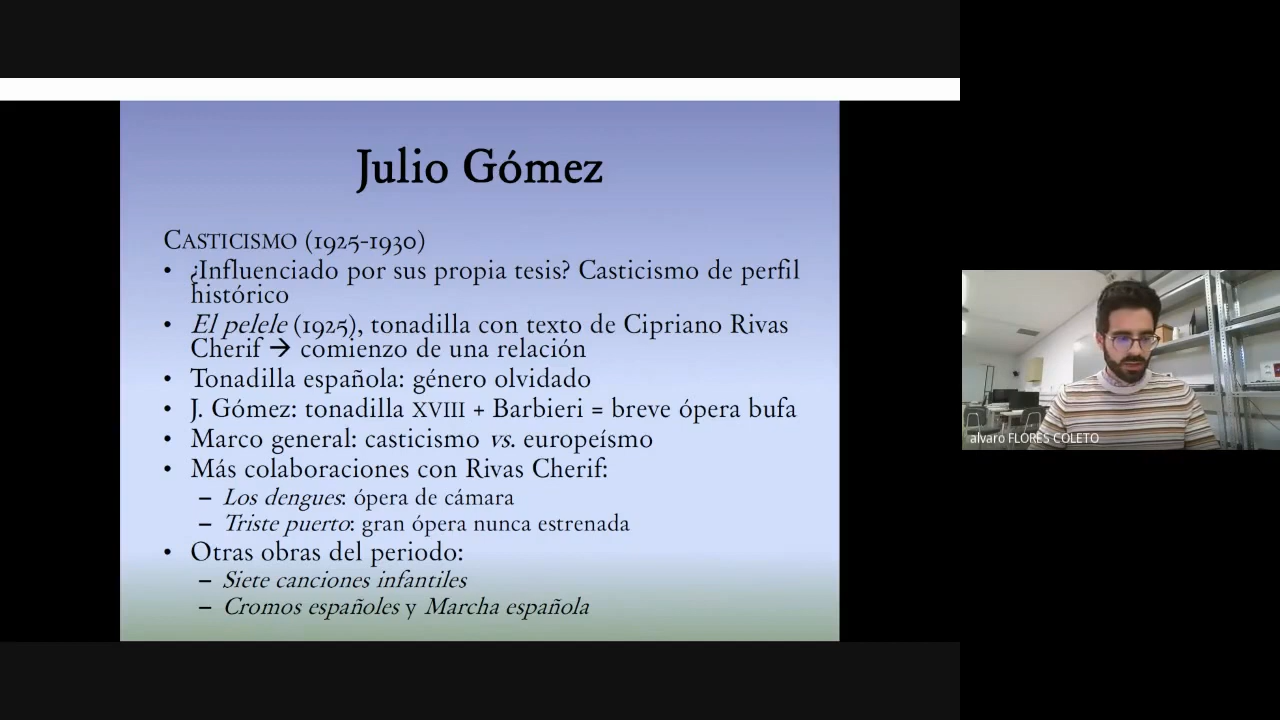 Julio Gómez
CASTICISMO (1925-1930)
• ¿Influenciado por sus propia tesis? Casticismo de perfil
histórico
• El pelele (1925), tonadilla con texto de Cipriano Rivas
Cherif → comienzo de una relación
• Tonadilla española: género olvidado
• J. Gómez: tonadilla XVIII + Barbieri = breve ópera bufa
• Marco general: casticismo vs. europeísmo
• Más colaboraciones con Rivas Cherif:
– Los dengues: ópera de cámara
– Triste puerto: gran ópera nunca estrenada
• Otras obras del periodo:
– Siete canciones infantiles
– Cromos españoles y Marcha española
alvaro FLORES COLETO